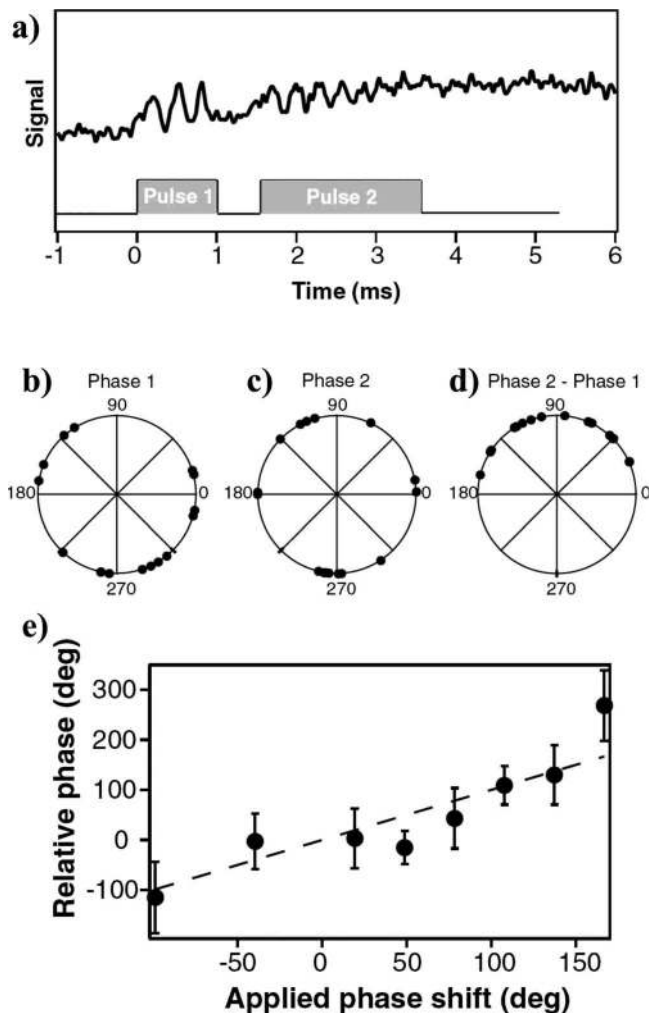 a)
Signal
Pulse 1 Pulse 2
-1 0 1 2 3 4 5 6
Time (ms)
b) Phase 1 c) Phase 2 d) Phase 2 - Phase 1
90 90 90
180 0 180 0 180 0
270 270 270
e)
Relative phase (deg)
300
200
100
0
-100
-50 0 50 100 150
Applied phase shift (deg)